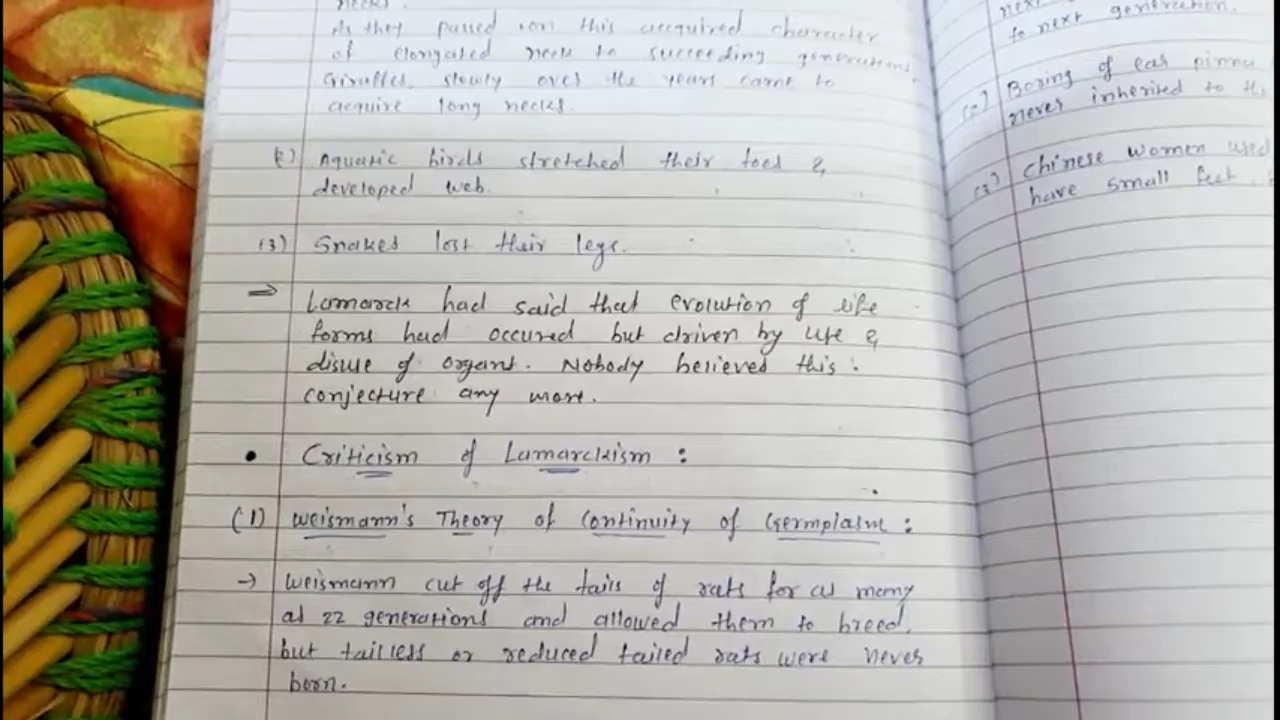 necks.
As they passed on this acquired character
of elongated neck to succeeding generations
Giraffes, slowly over the years came to
acquire long necks.
(2) Aquatic birds stretched their toes &
developed web.
(3) Snakes lost their legs.
⇒ Lamarck had said that evolution of life
forms had occured but driven by use &
disuse of organs. Nobody believes this
conjecture any more.
• Criticism of Lamarckism :
(1) Weismann's Theory of Continuity of Germplasm :
→ Weismann cut off the tails of rats for as many
as 22 generations and allowed them to breed,
but tailless or reduced tailed rats were never
born.
next
to next generation.
(2) Boring of ear pinna
never inherited to the
(3) Chinese women used
have small feet